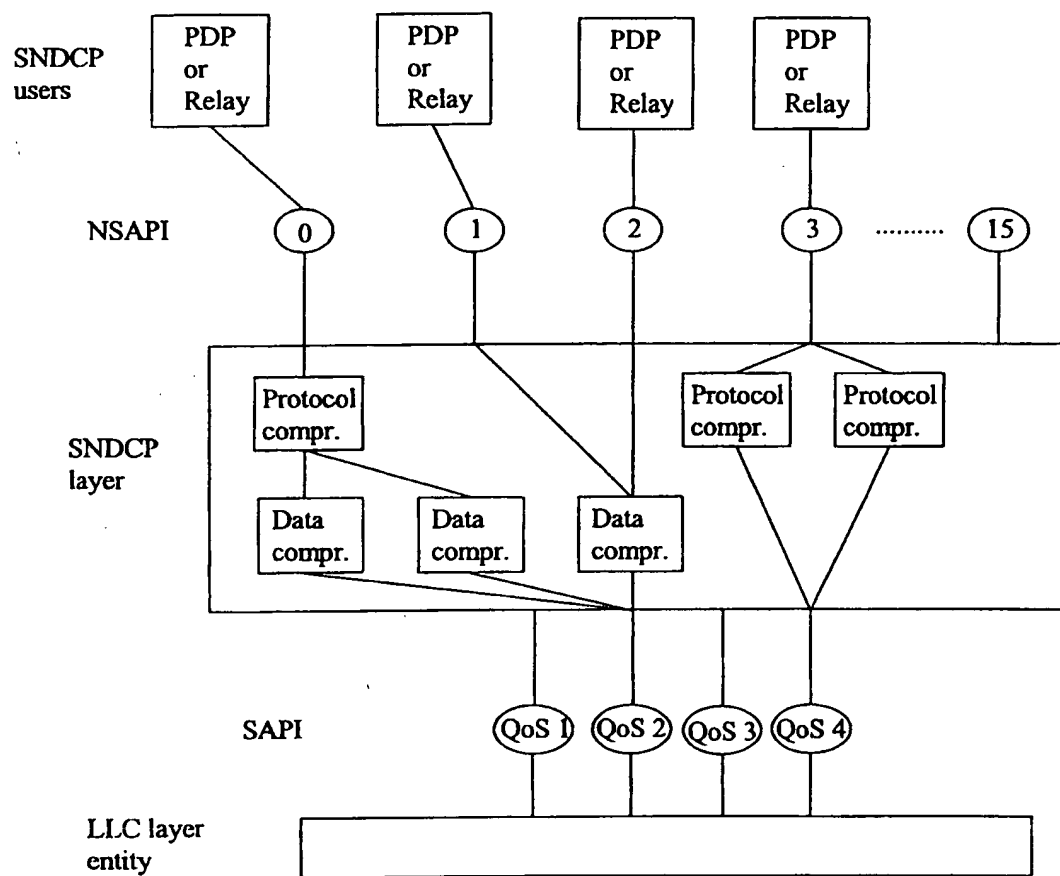 SNDCP
users
PDP
or
Relay
PDP
or
Relay
PDP
or
Relay
PDP
or
Relay
NSAPI
0
1
2
3
..........
15
SNDCP
layer
Protocol
compr.
Protocol
compr.
Protocol
compr.
Data
compr.
Data
compr.
Data
compr.
SAPI
QoS 1
QoS 2
QoS 3
QoS 4
LLC layer
entity